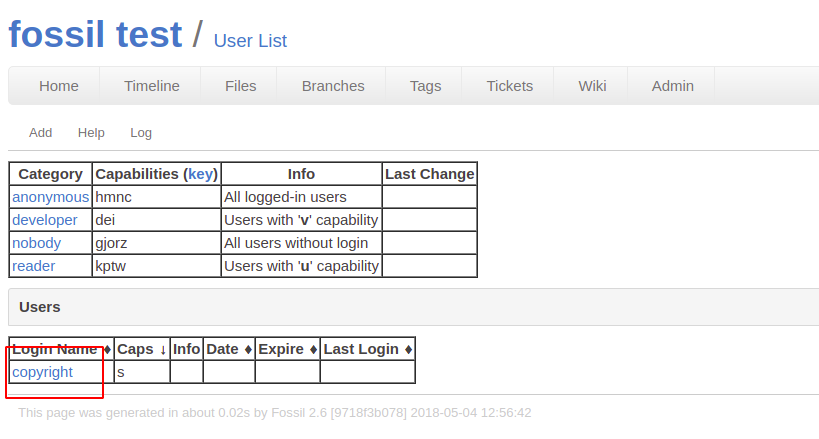 fossil test / User List
Home Timeline Files Branches Tags Tickets Wiki Admin
Add Help Log
Category Capabilities (key) Info Last Change
anonymous hmnc All logged-in users
developer dei Users with 'v' capability
nobody gjorz All users without login
reader kptw Users with 'u' capability
Users
Login Name ♦ Caps ↓ Info Date ♦ Expire ♦ Last Login ♦
copyright s
This page was generated in about 0.02s by Fossil 2.6 [9718f3b078] 2018-05-04 12:56:42